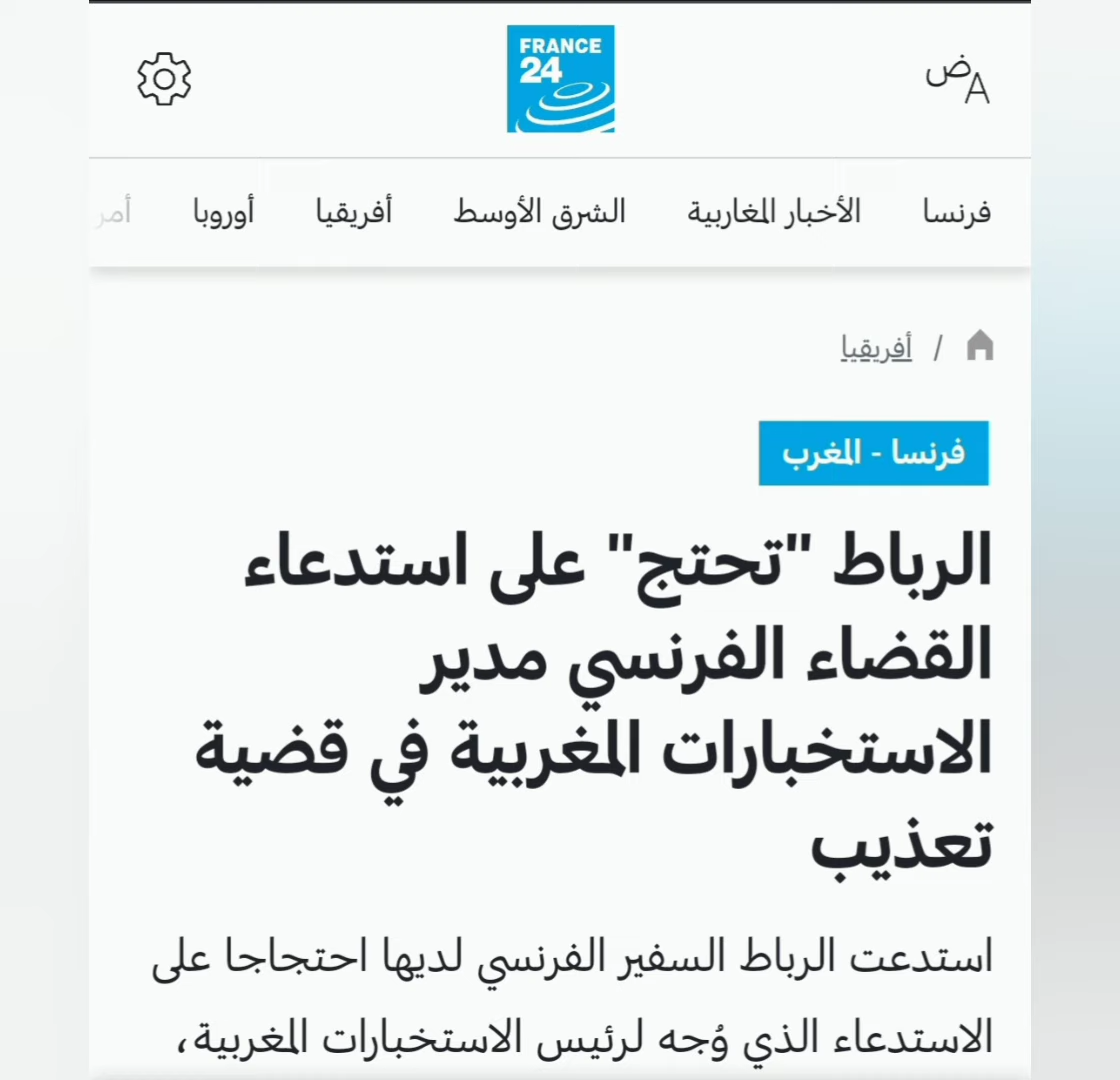 FRANCE
24
ض A
فرنسا الأخبار المغاربية الشرق الأوسط أفريقيا أوروبا أمر
/ أفريقيا
فرنسا - المغرب
الرباط "تحتج" على استدعاء
القضاء الفرنسي مدير
الاستخبارات المغربية في قضية
تعذيب
استدعت الرباط السفير الفرنسي لديها احتجاجا على
الاستدعاء الذي وُجه لرئيس الاستخبارات المغربية،